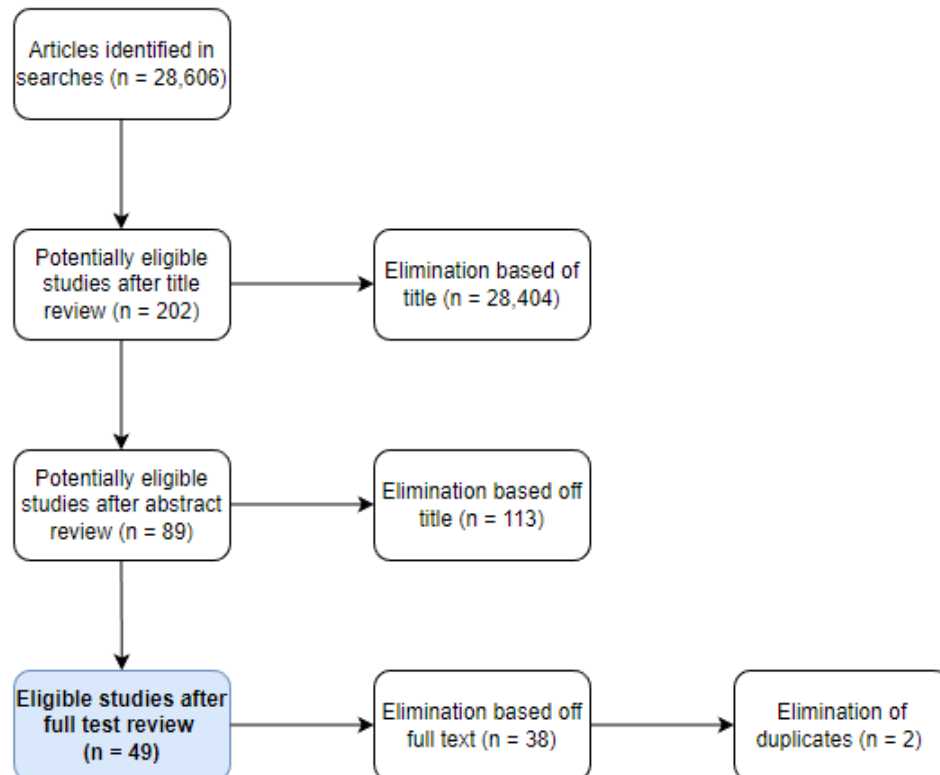 Articles identified in
searches (n = 28,606)
Potentially eligible
studies after title
review (n = 202)
Elimination based of
title (n = 28,404)
Potentially eligible
studies after abstract
review (n = 89)
Elimination based off
title (n = 113)
Eligible studies after
full test review
(n = 49)
Elimination based off
full text (n = 38)
Elimination of
duplicates (n = 2)